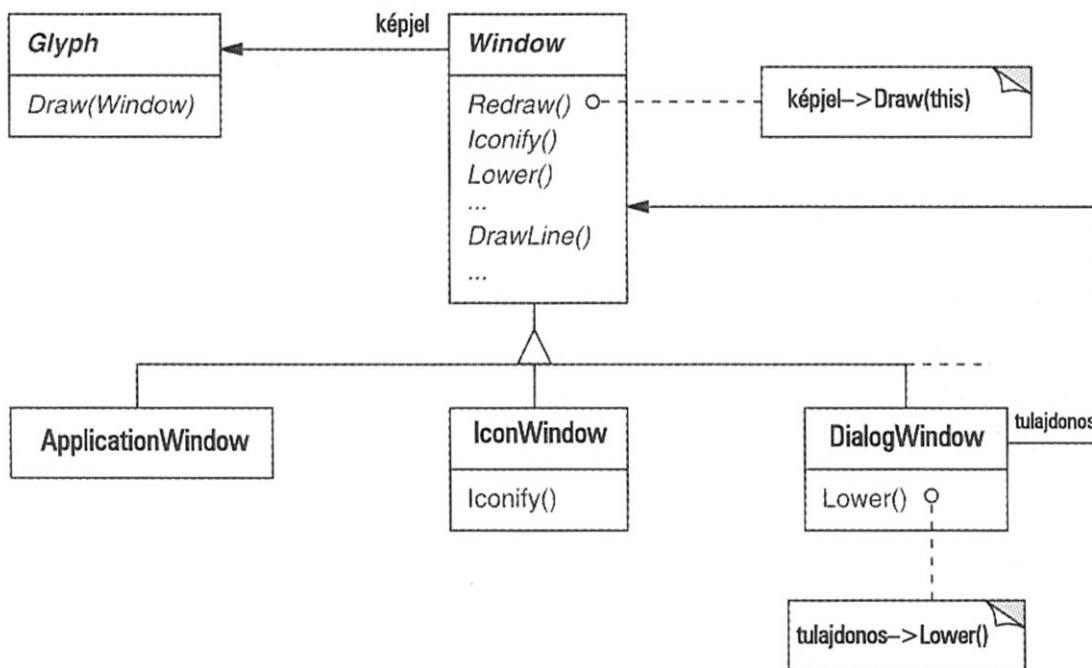 Glyph
Draw(Window)
képjel
Window
Redraw()
Iconify()
Lower()
...
DrawLine()
...
képjel–>Draw(this)
ApplicationWindow
IconWindow
Iconify()
DialogWindow
Lower()
tulajdonos
tulajdonos–>Lower()